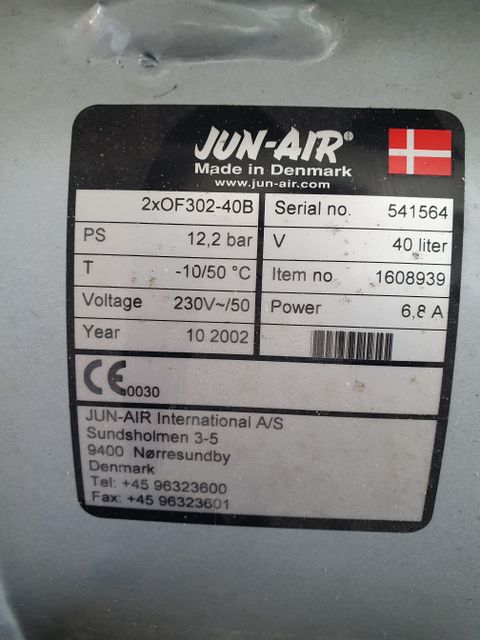 JUN-AIR®
Made in Denmark
www.jun-air.com
2xOF302-40B
Serial no. 541564
PS 12,2 bar
V 40 liter
T -10/50 °C
Item no 1608939
Voltage 230V~/50
Power 6,8 A
Year 10 2002
CE 0030
JUN-AIR International A/S
Sundsholmen 3-5
9400 Nørresundby
Denmark
Tel: +45 96323600
Fax: +45 96323601